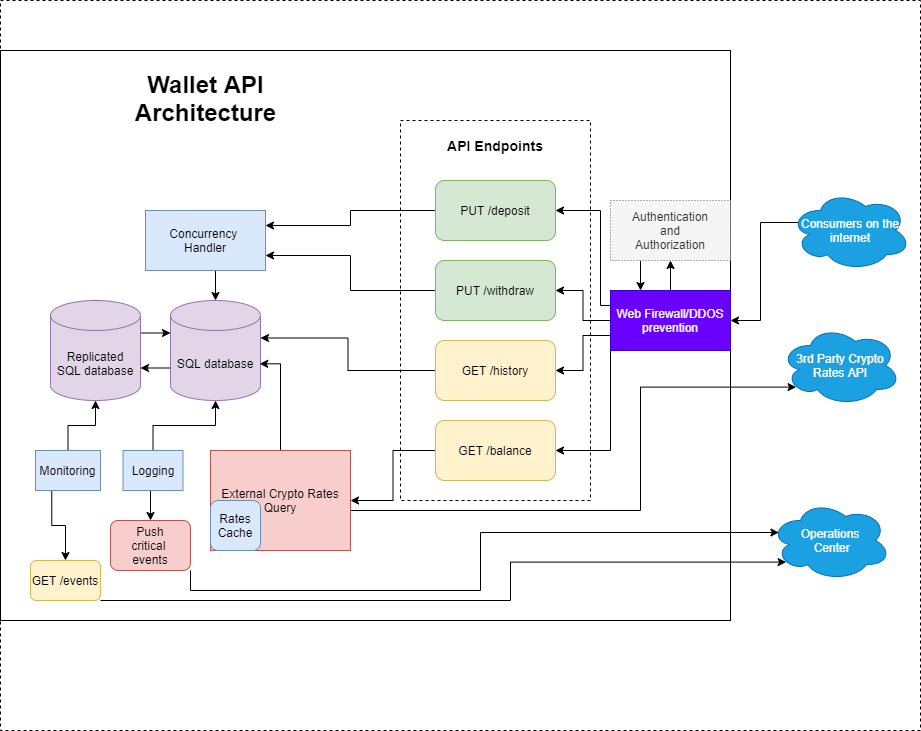 Wallet API
Architecture
API Endpoints
PUT /deposit
Authentication
and
Authorization
Consumers on the
internet
Concurrency
Handler
PUT /withdraw
Web Firewall/DDOS
prevention
Replicated
SQL database
SQL database
GET /history
3rd Party Crypto
Rates API
GET /balance
Monitoring
Logging
External Crypto Rates
Query
Rates
Cache
Push
critical
events
Operations
Center
GET /events